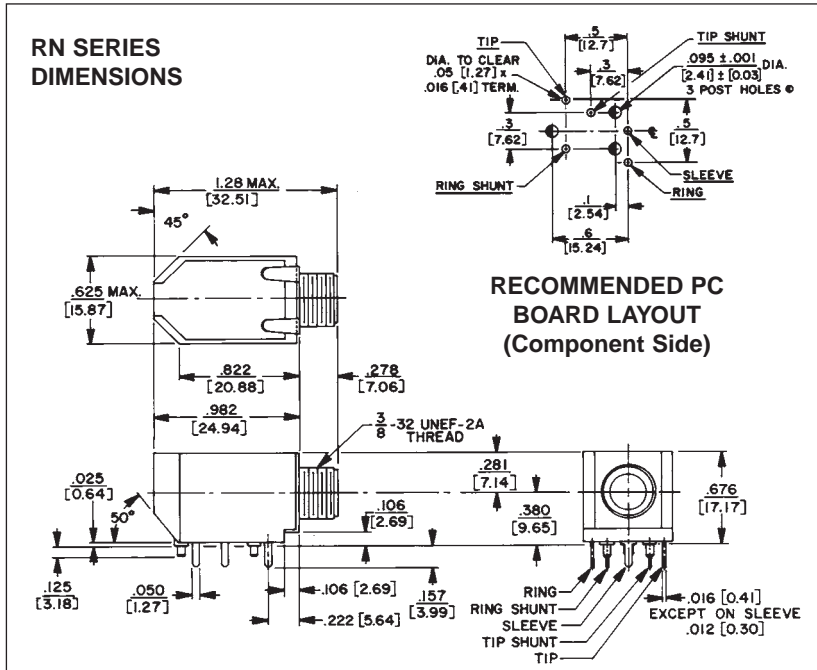 RN SERIES
DIMENSIONS
TIP
DIA. TO CLEAR
.05 [1.27] x
.016 [.41] TERM.
.5
[12.7]
.3
[7.62]
TIP SHUNT
.095 ±.001
[2.41] ± [0.03] DIA.
3 POST HOLES
.3
[7.62]
.5
[12.7]
SLEEVE
RING
RING SHUNT
.1
[2.54]
.6
[15.24]
RECOMMENDED PC
BOARD LAYOUT
(Component Side)
1.28 MAX.
[32.51]
45°
.625 MAX.
[15.87]
.822
[20.88]
.278
[7.06]
.982
[24.94]
3/8-32 UNEF-2A
THREAD
.025
[0.64]
50°
.281
[7.14]
.380
[9.65]
.676
[17.17]
.106
[2.69]
.125
[3.18]
.050
[1.27]
.106 [2.69]
.157
[3.99]
.222 [5.64]
RING
RING SHUNT
SLEEVE
TIP SHUNT
TIP
.016 [0.41]
EXCEPT ON SLEEVE
.012 [0.30]